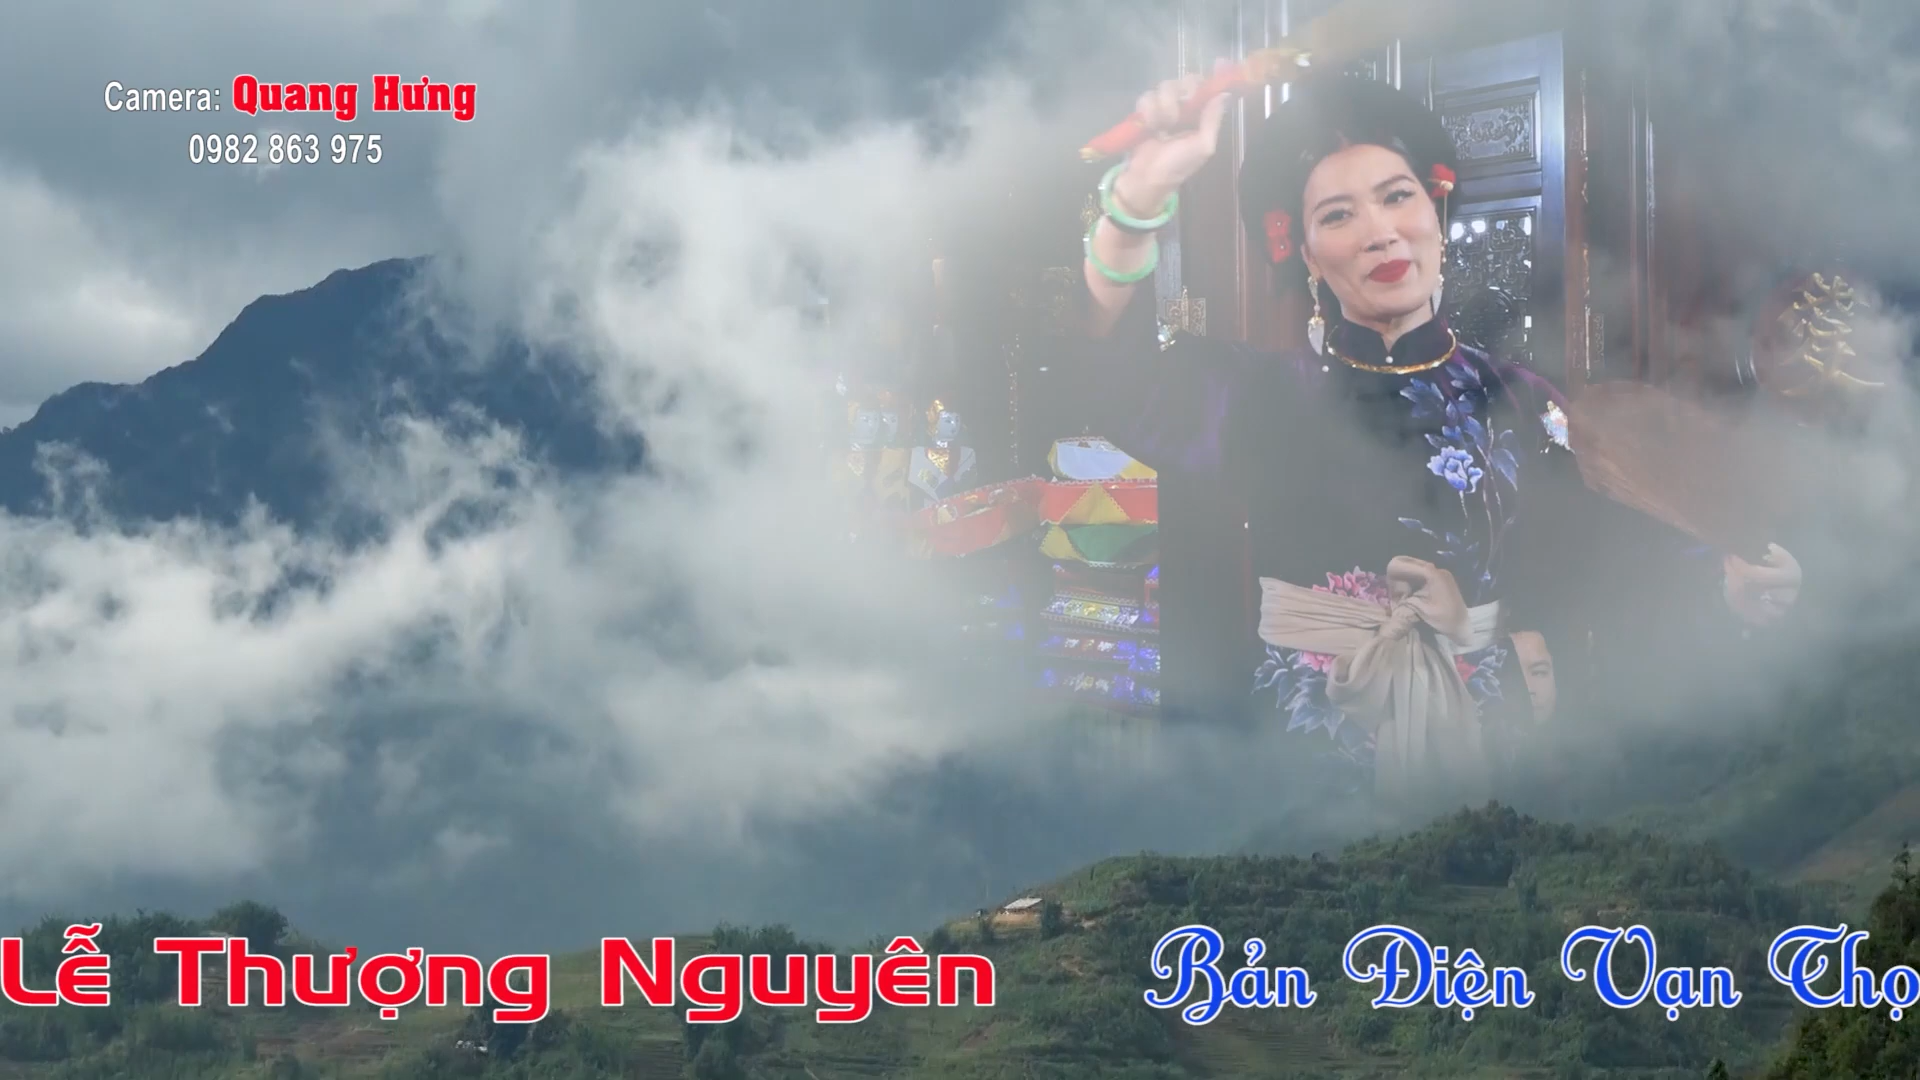 Camera: Quang Hưng
0982 863 975
Lễ Thượng Nguyên Bản Điện Vạn Thọ